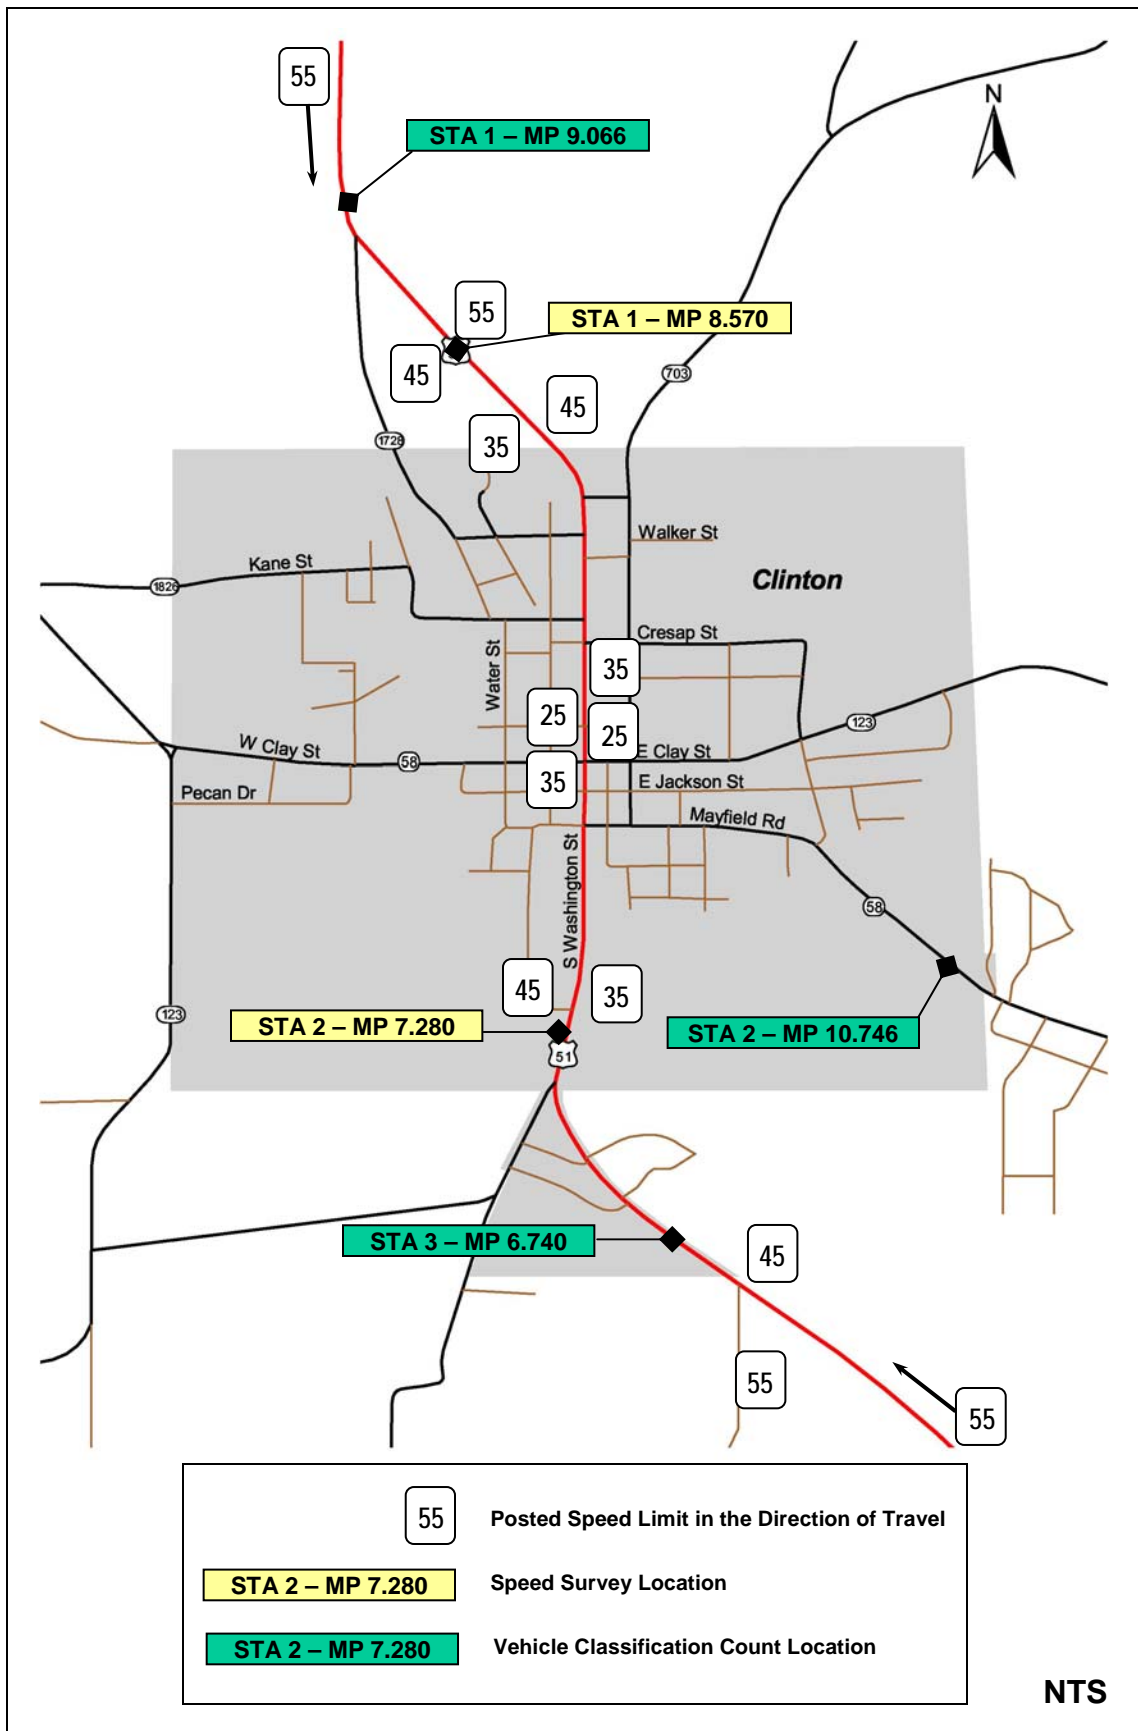 55
N
STA 1 – MP 9.066
55
STA 1 – MP 8.570
45
703
45
1728
35
Walker St
Kane St
1826
Clinton
Cresap St
Water St
35
25
25
123
W Clay St
58
E Clay St
35
E Jackson St
Pecan Dr
Mayfield Rd
S Washington St
58
45
35
123
STA 2 – MP 7.280
STA 2 – MP 10.746
51
STA 3 – MP 6.740
45
55
55
55 Posted Speed Limit in the Direction of Travel
STA 2 – MP 7.280 Speed Survey Location
STA 2 – MP 7.280 Vehicle Classification Count Location
NTS